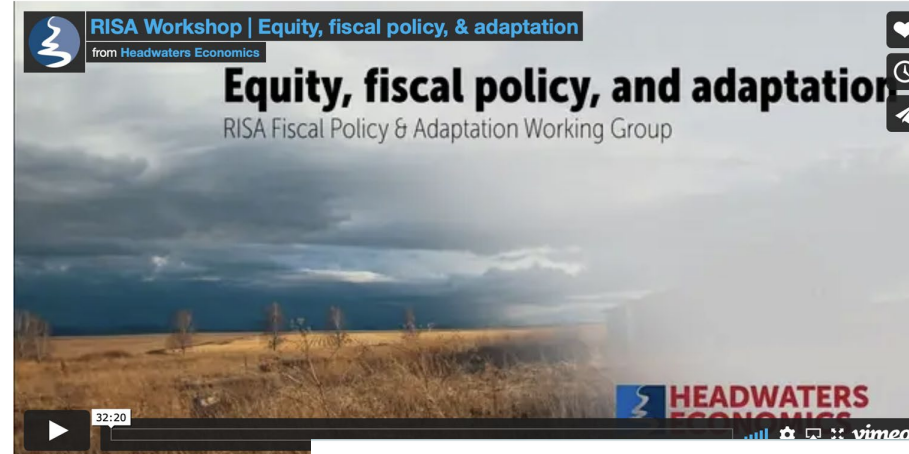 RISA Workshop | Equity, fiscal policy, & adaptation
from Headwaters Economics
Equity, fiscal policy, and adaptation
RISA Fiscal Policy & Adaptation Working Group
HEADWATERS
ECONOMICS
32:20
vimeo